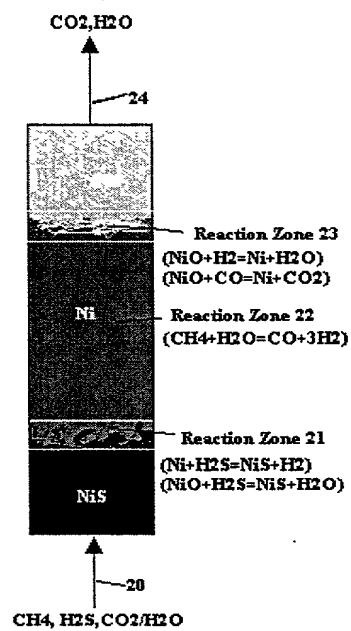 CO2,H2O
24
Reaction Zone 23
(NiO+H2=Ni+H2O)
(NiO+CO=Ni+CO2)
Ni
Reaction Zone 22
(CH4+H2O=CO+3H2)
Reaction Zone 21
(Ni+H2S=NiS+H2)
(NiO+H2S=NiS+H2O)
NiS
20
CH4, H2S, CO2/H2O